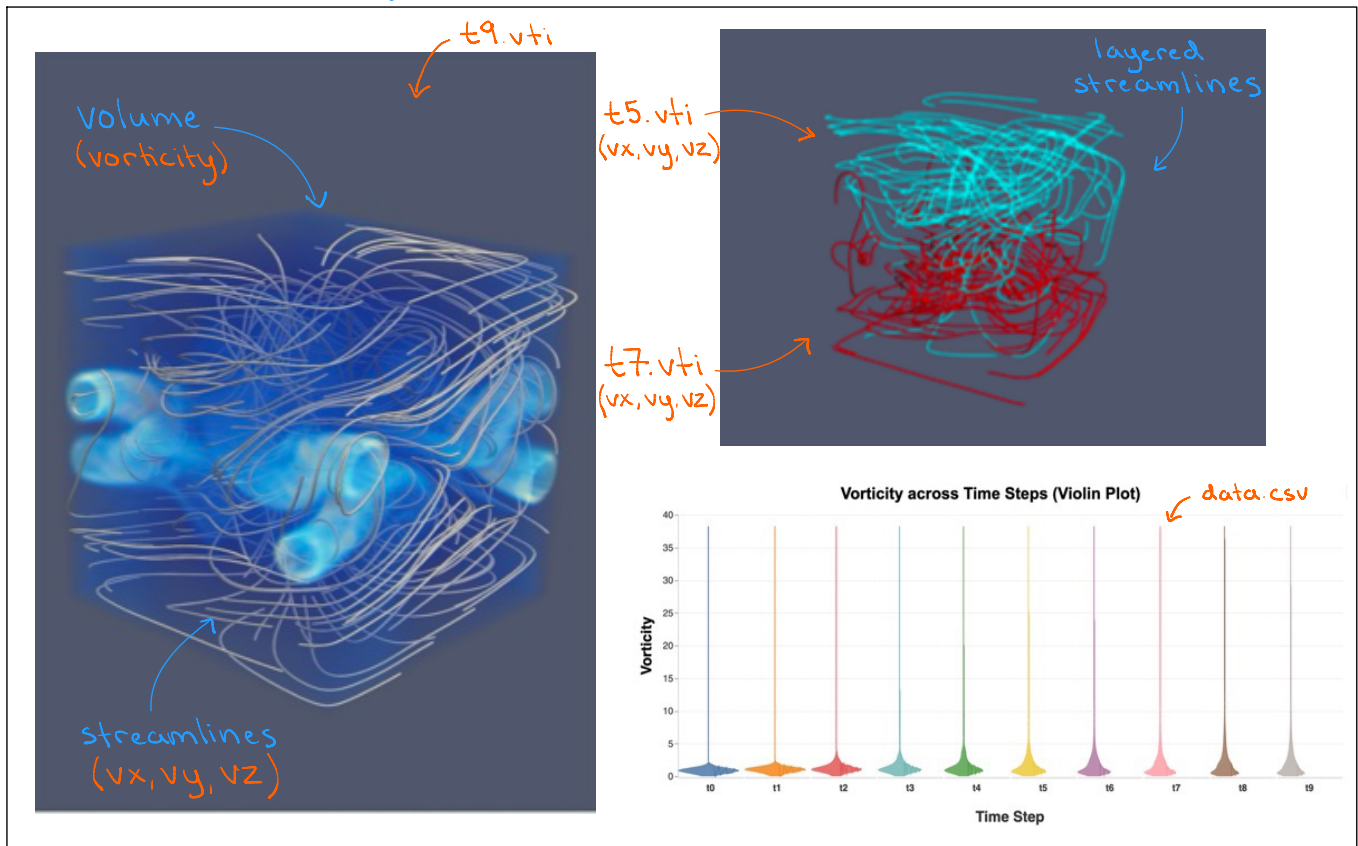 t9.vti
volume
(vorticity)
streamlines
(vx, vy, vz)
t5.vti
(vx, vy, vz)
layered
streamlines
t7.vti
(vx, vy, vz)
Vorticity across Time Steps (Violin Plot)
data.csv
Vorticity
40
35
30
25
20
15
10
5
0
t0 t1 t2 t3 t4 t5 t6 t7 t8 t9
Time Step